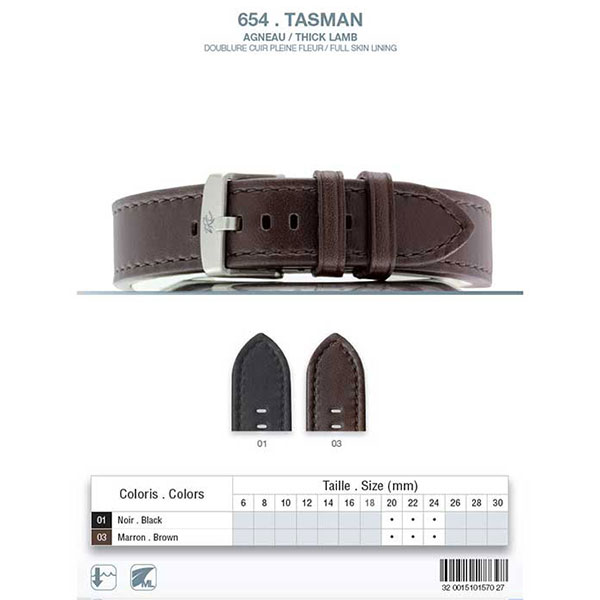 654 . TASMAN
AGNEAU / THICK LAMB
DOUBLURE CUIR PLEINE FLEUR / FULL SKIN LINING
01 03
Coloris . Colors
Taille . Size (mm)
6 8 10 12 14 16 18 20 22 24 26 28 30
01 Noir . Black • • •
03 Marron . Brown • • •
ML
32 0015101570 27